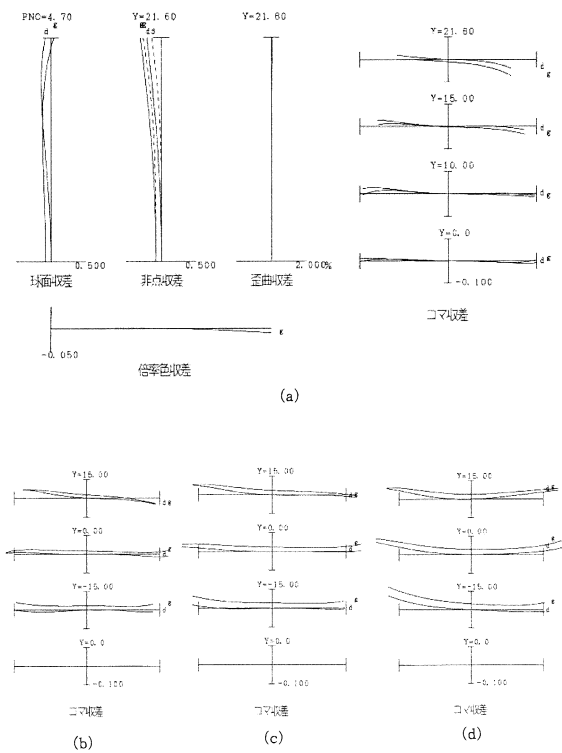 FNO=4.70
Y=21.60
Y=21.60
d g
g d
0.500
0.500
2.000%
球面収差
非点収差
歪曲収差
-0.050
g
倍率色収差
Y=21.60
d g
Y=15.00
d g
Y=10.00
d g
Y=0.0
d g
-0.100
コマ収差
(a)
Y=15.00
d g
Y=0.00
d g
Y=-15.00
d g
Y=0.0
-0.100
コマ収差
(b)
Y=15.00
d g
Y=0.00
d g
Y=-15.00
d g
Y=0.0
-0.100
コマ収差
(c)
Y=15.00
d g
Y=0.00
d g
Y=-15.00
d g
Y=0.0
-0.100
コマ収差
(d)